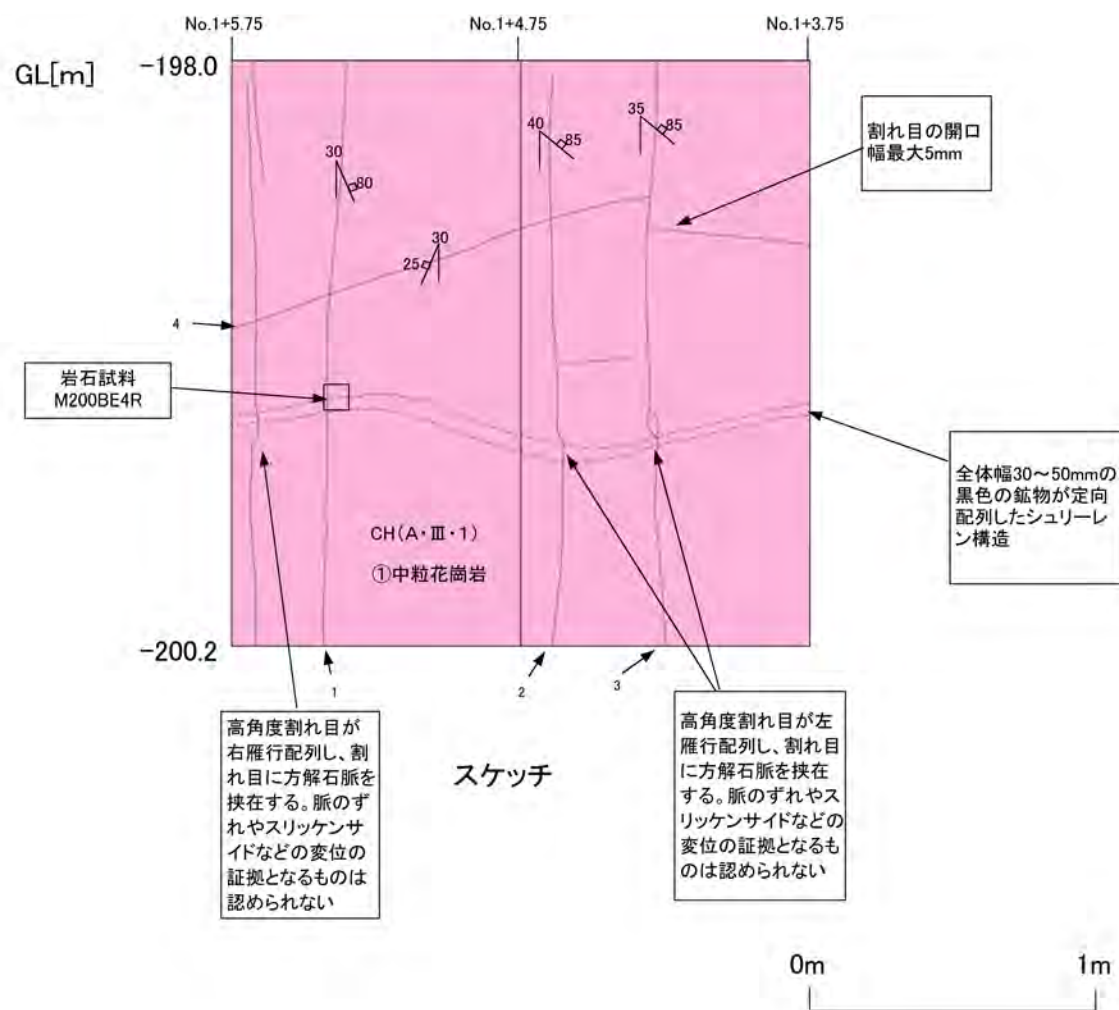 No.1+5.75
No.1+4.75
No.1+3.75
GL[m]
-198.0
30
80
40
85
35
85
割れ目の開口
幅最大5mm
30
25
4
岩石試料
M200BE4R
全体幅30～50mmの
黒色の鉱物が定向
配列したシュリーレ
ン構造
CH(A・Ⅲ・1)
①中粒花崗岩
-200.2
1
2
3
高角度割れ目が
右雁行配列し、割
れ目に方解石脈を
挟在する。脈のず
れやスリッケンサ
イドなどの変位の
証拠となるものは
認められない
スケッチ
高角度割れ目が左
雁行配列し、割れ目
に方解石脈を挟在
する。脈のずれやス
リッケンサイドなどの
変位の証拠となるも
のは認められない
0m
1m